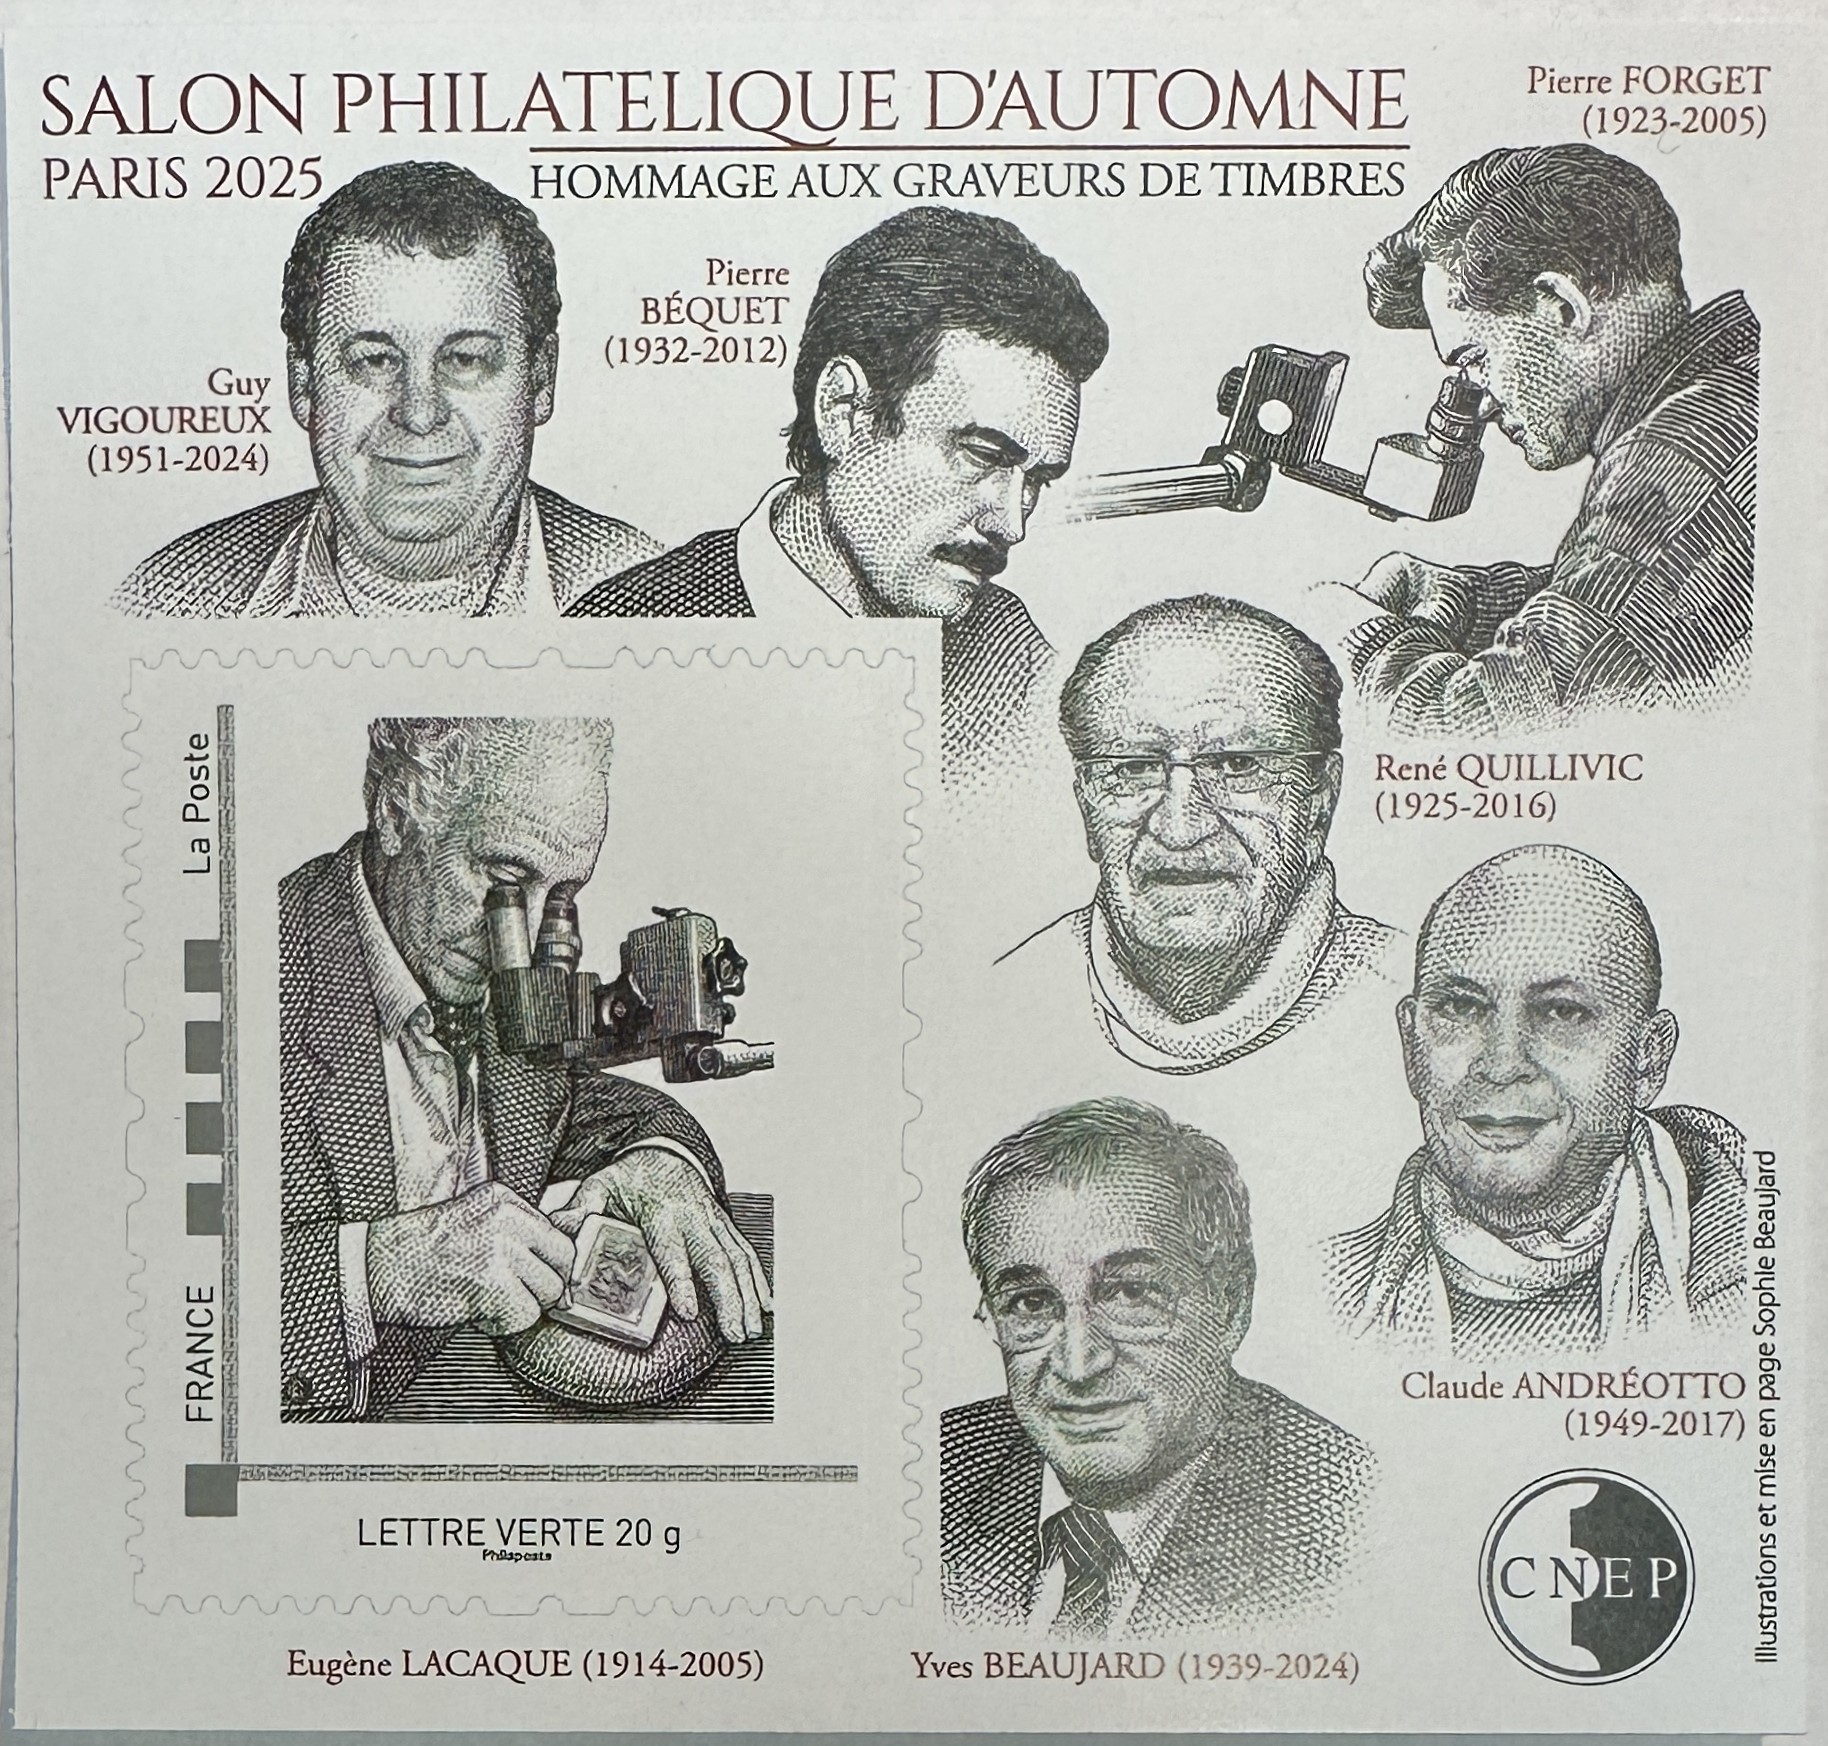 SALON PHILATELIQUE D'AUTOMNE
PARIS 2025
HOMMAGE AUX GRAVEURS DE TIMBRES
Pierre FORGET
(1923-2005)
Pierre
BÉQUET
(1932-2012)
Guy
VIGOUREUX
(1951-2024)
René QUILLIVIC
(1925-2016)
La Poste
FRANCE
LETTRE VERTE 20 g
Philaposte
Claude ANDRÉOTTO
(1949-2017)
Illustrations et mise en page Sophie Beaujard
CNEP
Eugène LACAQUE (1914-2005)
Yves BEAUJARD (1939-2024)